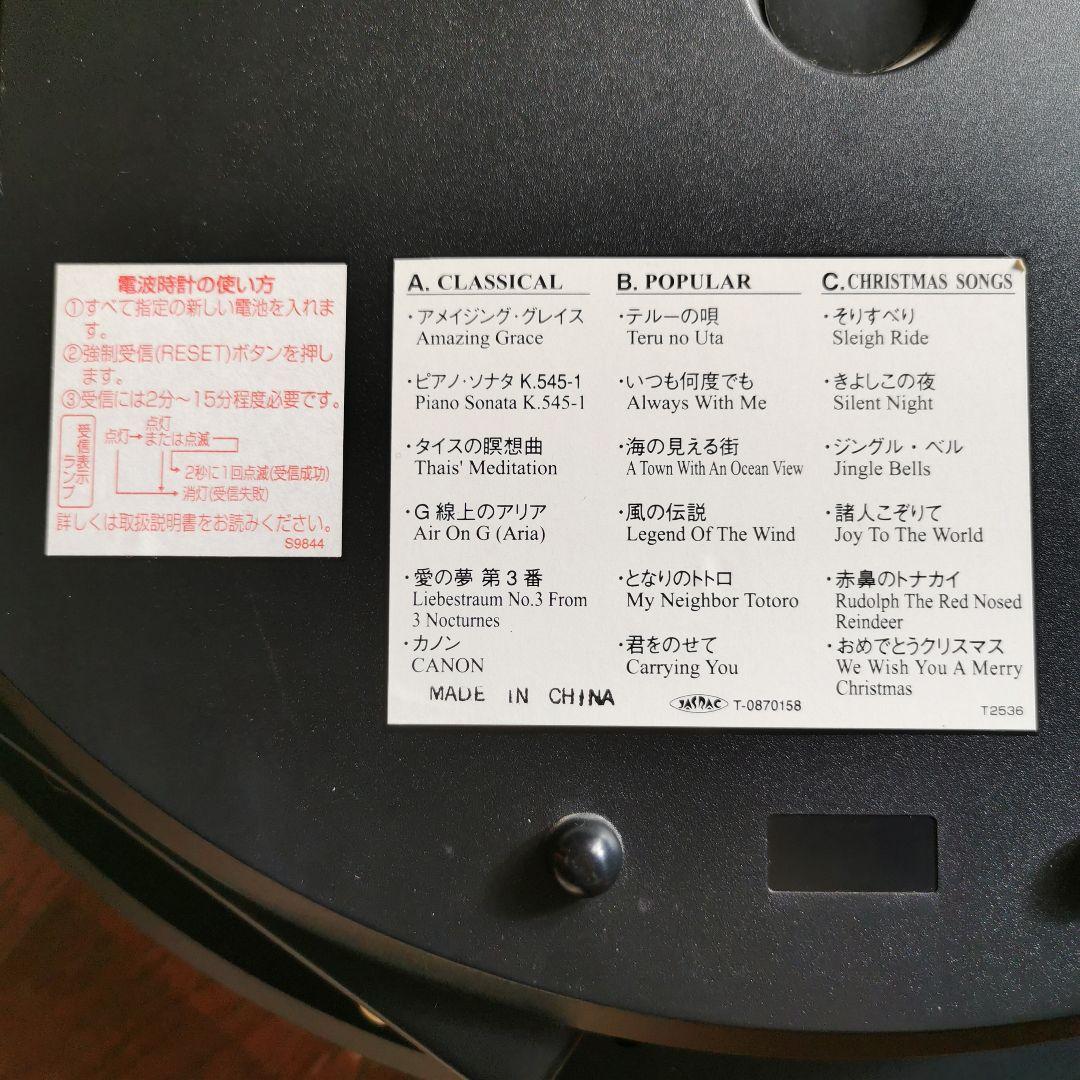 電波時計の使い方
①すべて指定の新しい電池を入れま
す。
②強制受信(RESET)ボタンを押し
ます。
③受信には2分～15分程度必要です。
受信表示
ランプ
点灯→
点灯
または点滅
2秒に1回点滅(受信成功)
消灯(受信失敗)
詳しくは取扱説明書をお読みください。
S9844
A. CLASSICAL
・アメイジング・グレイス
Amazing Grace
・ピアノ・ソナタ K.545-1
Piano Sonata K.545-1
・タイスの瞑想曲
Thais' Meditation
・G 線上のアリア
Air On G (Aria)
・愛の夢 第３番
Liebestraum No.3 From
3 Nocturnes
・カノン
CANON
MADE IN CHINA
B. POPULAR
・テルーの唄
Teru no Uta
・いつも何度でも
Always With Me
・海の見える街
A Town With An Ocean View
・風の伝説
Legend Of The Wind
・となりのトトロ
My Neighbor Totoro
・君をのせて
Carrying You
JASRAC T-0870158
C. CHRISTMAS SONGS
・そりすべり
Sleigh Ride
・きよしこの夜
Silent Night
・ジングル・ベル
Jingle Bells
・諸人こぞりて
Joy To The World
・赤鼻のトナカイ
Rudolph The Red Nosed
Reindeer
・おめでとうクリスマス
We Wish You A Merry
Christmas
T2536